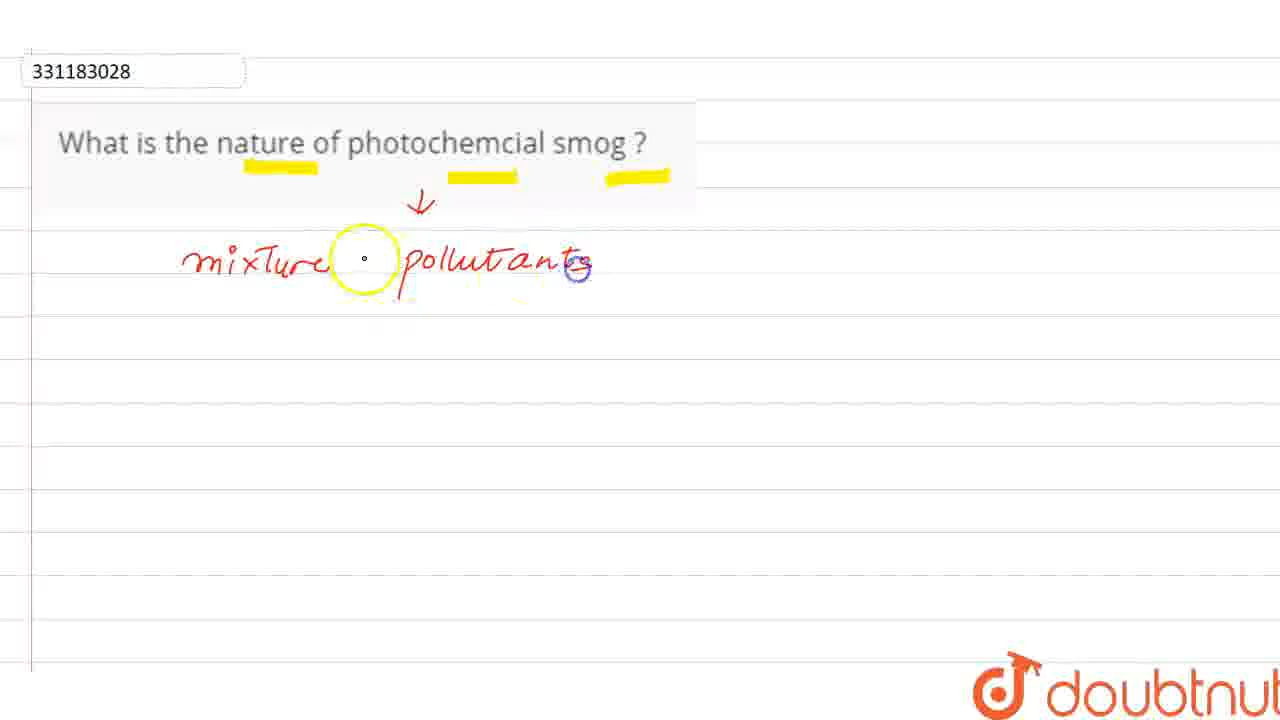 331183028
What is the nature of photochemcial smog ?
mixture pollutants
doubtnut